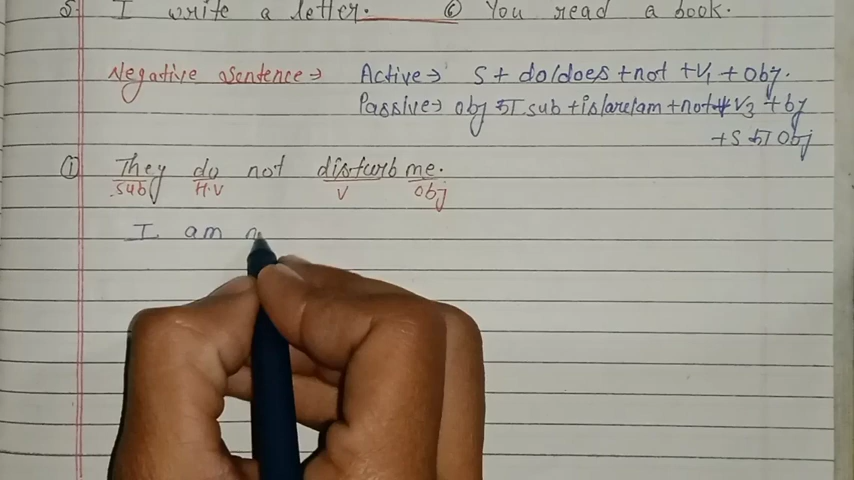 5. I write a letter. ⑥ You read a book.
Negative sentence → Active → S + do/does + not + V₁ + Obj.
Passive → obj का sub + is/are/am + not + V₃ + by
+ S का Obj
① They do not disturb me.
Sub H.V V Obj
I am n